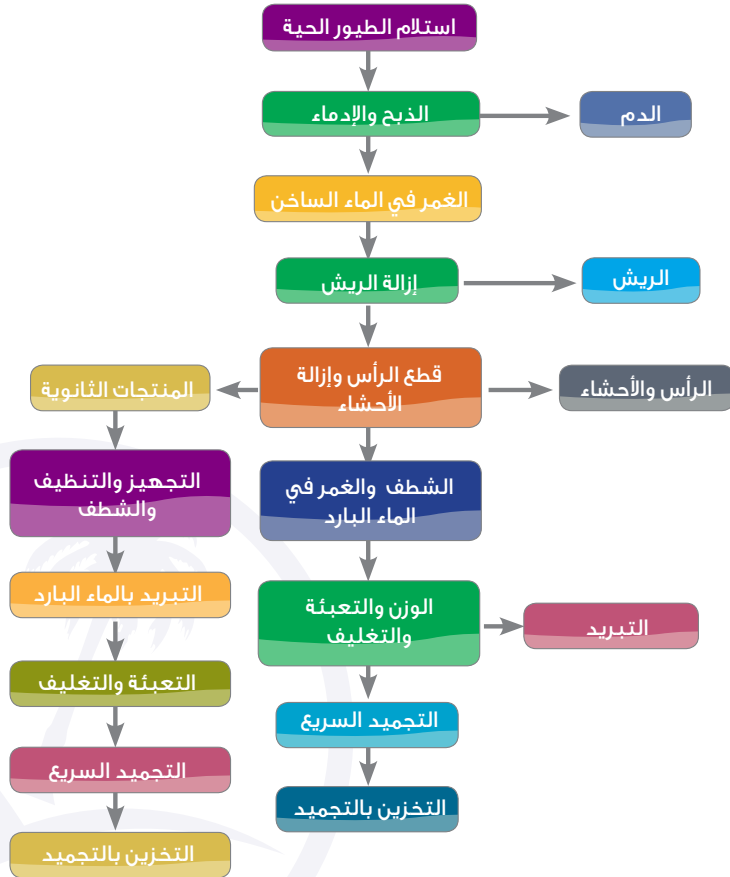 استلام الطيور الحية
الذبح والإدماء
الدم
الغمر في الماء الساخن
إزالة الريش
الريش
قطع الرأس وإزالة
الأحشاء
الرأس والأحشاء
المنتجات الثانوية
الشطف والغمر في
الماء البارد
التجهيز والتنظيف
والشطف
الوزن والتعبئة
والتغليف
التبريد
التبريد بالماء البارد
التعبئة والتغليف
التجميد السريع
التجميد السريع
التخزين بالتجميد
التخزين بالتجميد